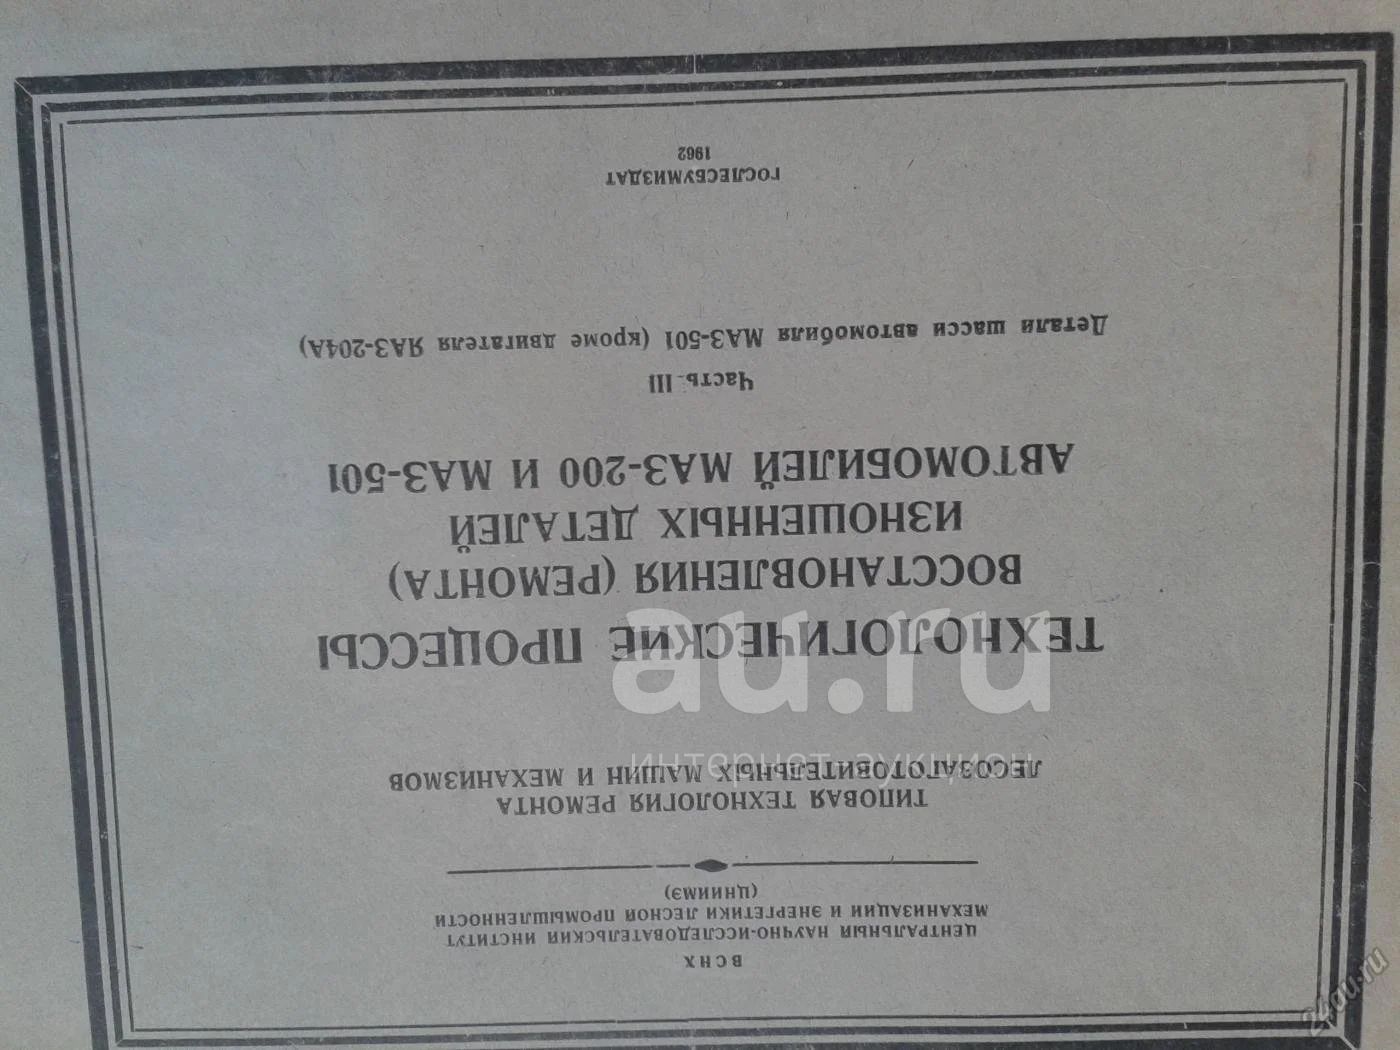 ВСНХ
ЦЕНТРАЛЬНЫЙ НАУЧНО-ИССЛЕДОВАТЕЛЬСКИЙ ИНСТИТУТ
МЕХАНИЗАЦИИ И ЭНЕРГЕТИКИ ЛЕСНОЙ ПРОМЫШЛЕННОСТИ
(ЦНИИМЭ)
ТИПОВАЯ ТЕХНОЛОГИЯ РЕМОНТА
ЛЕСОЗАГОТОВИТЕЛЬНЫХ МАШИН И МЕХАНИЗМОВ
ТЕХНОЛОГИЧЕСКИЕ ПРОЦЕССЫ
ВОССТАНОВЛЕНИЯ (РЕМОНТА)
ИЗНОШЕННЫХ ДЕТАЛЕЙ
АВТОМОБИЛЕЙ МАЗ-200 И МАЗ-501
Часть III
Детали шасси автомобиля МАЗ-501 (кроме двигателя ЯАЗ-204А)
ГОСЛЕСБУМИЗДАТ
1962
au.ru
интернет-аукцион
24au.ru